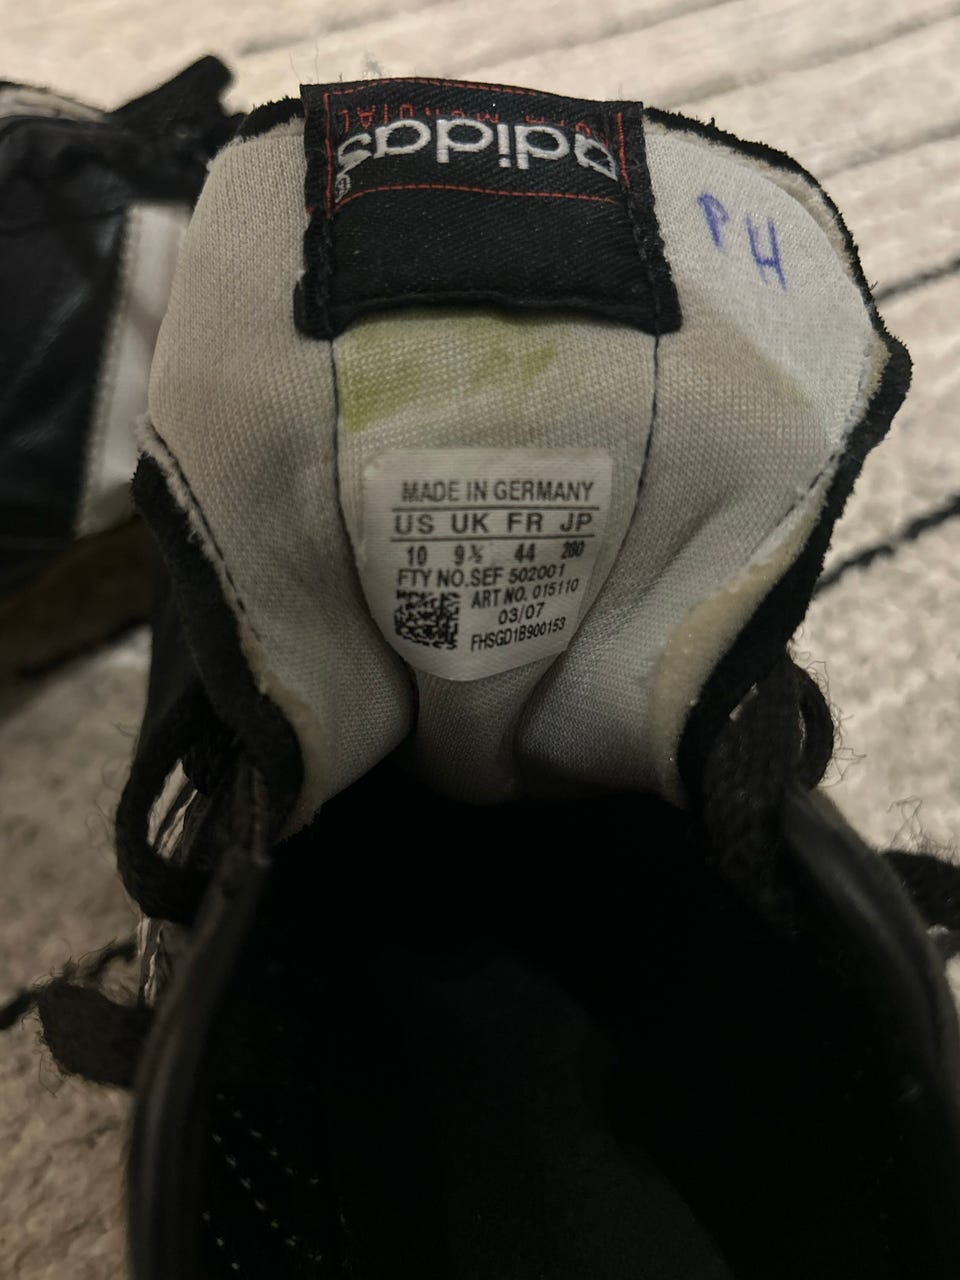 adidas
PH
MADE IN GERMANY
US UK FR JP
10 9½ 44 280
FTY NO.SEF 502001
ART NO. 015110
03/07
FHSGD1B900153